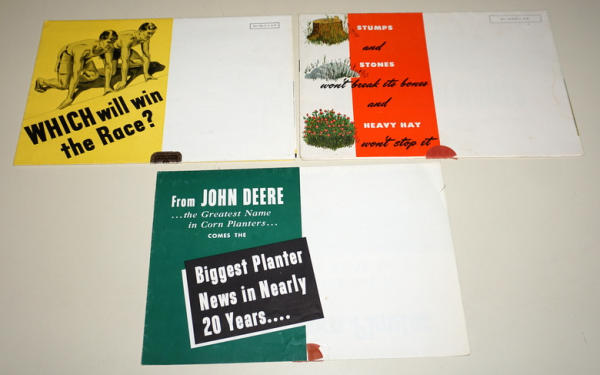 WHICH will win
the Race?
STUMPS
and
STONES
won't break its bones
and
HEAVY HAY
won't stop it
From JOHN DEERE
...the Greatest Name
in Corn Planters...
COMES THE
Biggest Planter
News in Nearly
20 Years....